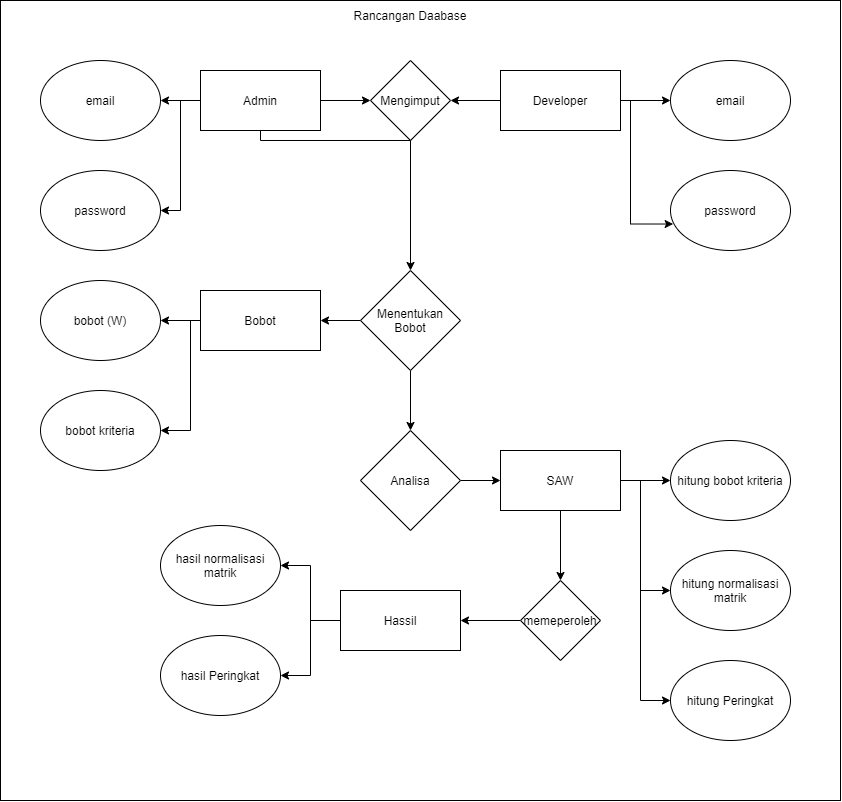 Rancangan Daabase
email
Admin
Mengimput
Developer
email
password
password
bobot (W)
Bobot
Menentukan
Bobot
bobot kriteria
Analisa
SAW
hitung bobot kriteria
hasil normalisasi
matrik
hitung normalisasi
matrik
Hassil
memeperoleh
hasil Peringkat
hitung Peringkat